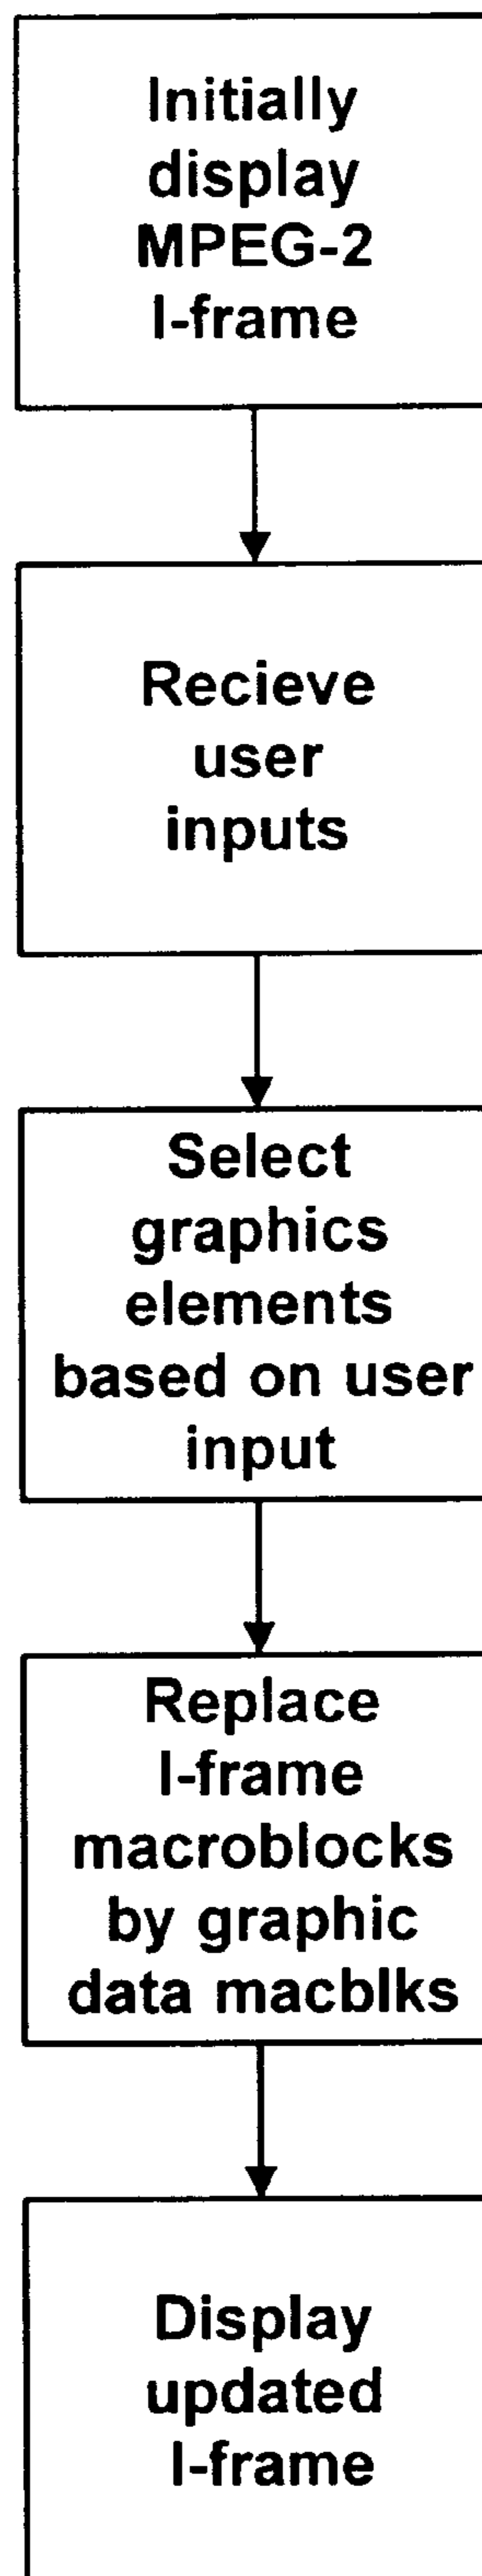 Initially
display
MPEG-2
I-frame
Recieve
user
inputs
Select
graphics
elements
based on user
input
Replace
I-frame
macroblocks
by graphic
data macblks
Display
updated
I-frame